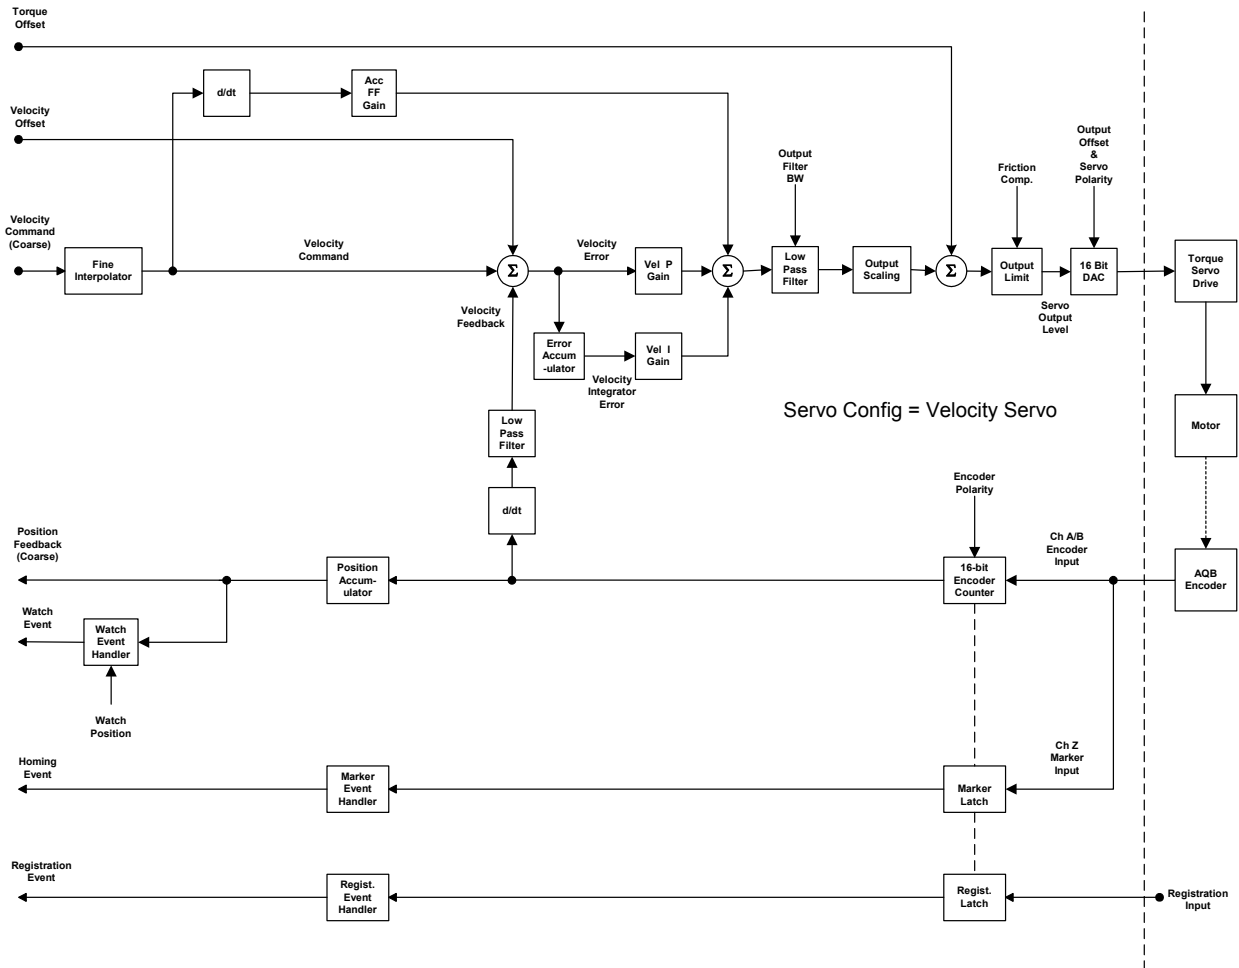 Torque
Offset
d/dt
Acc
FF
Gain
Velocity
Offset
Output
Filter
BW
Friction
Comp.
Output
Offset
&
Servo
Polarity
Velocity
Command
(Coarse)
Fine
Interpolator
Velocity
Command
Σ
Velocity
Error
Vel P
Gain
Σ
Low
Pass
Filter
Output
Scaling
Σ
Output
Limit
16 Bit
DAC
Torque
Servo
Drive
Servo
Output
Level
Velocity
Feedback
Error
Accum
-ulator
Vel I
Gain
Velocity
Integrator
Error
Servo Config = Velocity Servo
Low
Pass
Filter
Motor
d/dt
Encoder
Polarity
Position
Feedback
(Coarse)
Position
Accum-
ulator
16-bit
Encoder
Counter
Ch A/B
Encoder
Input
AQB
Encoder
Watch
Event
Watch
Event
Handler
Watch
Position
Homing
Event
Marker
Event
Handler
Marker
Latch
Ch Z
Marker
Input
Registration
Event
Regist.
Event
Handler
Regist.
Latch
Registration
Input